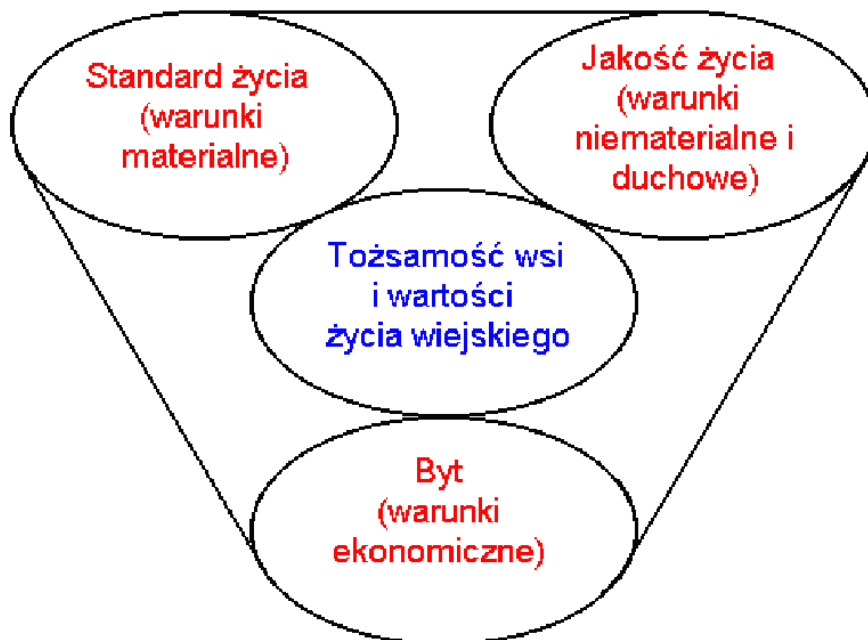 Standard życia
(warunki
materialne)
Jakość życia
(warunki
niematerialne i
duchowe)
Tożsamość wsi
i wartości
życia wiejskiego
Byt
(warunki
ekonomiczne)